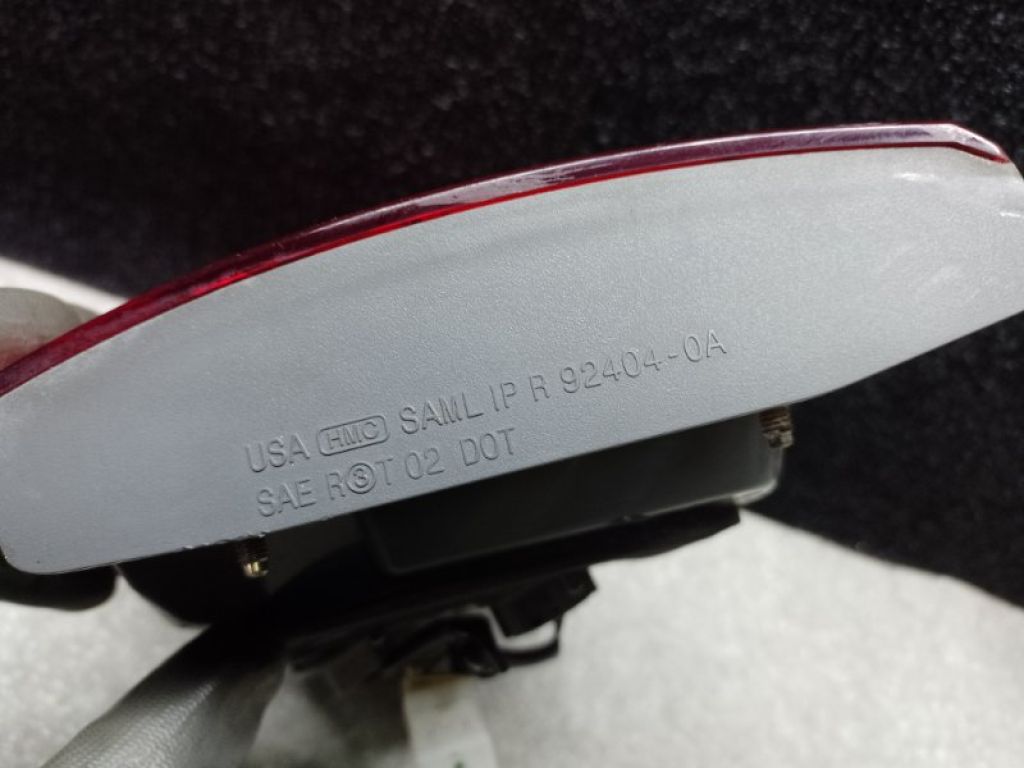 USA HMC SAML IP R 92404-0A
SAE R③T 02 DOT